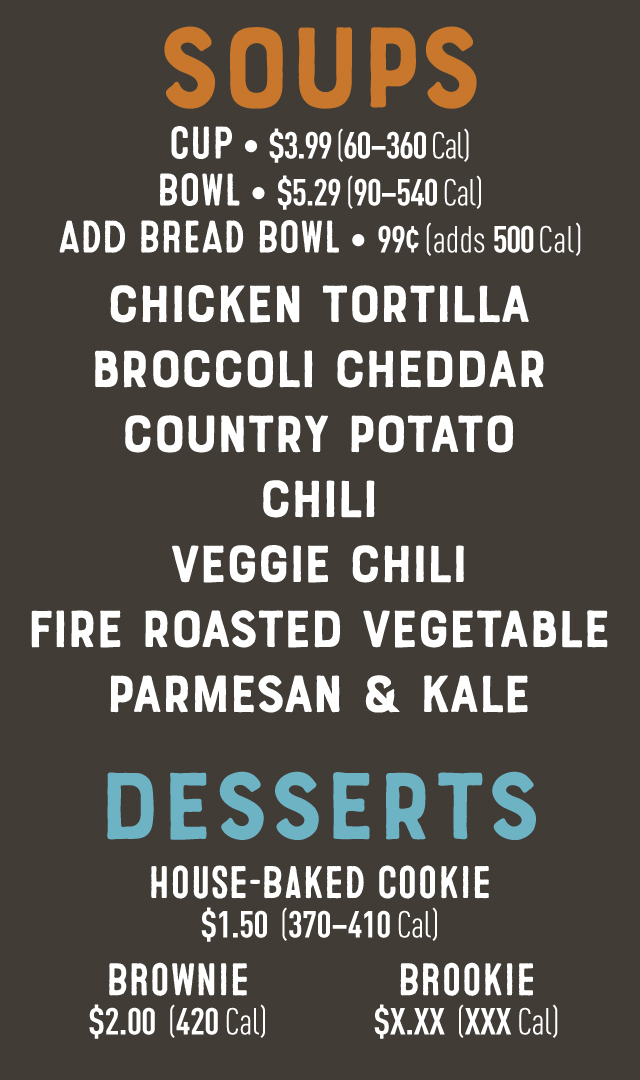 SOUPS
CUP • $3.99 (60–360 Cal)
BOWL • $5.29 (90–540 Cal)
ADD BREAD BOWL • 99¢ (adds 500 Cal)
CHICKEN TORTILLA
BROCCOLI CHEDDAR
COUNTRY POTATO
CHILI
VEGGIE CHILI
FIRE ROASTED VEGETABLE
PARMESAN & KALE
DESSERTS
HOUSE-BAKED COOKIE
$1.50 (370–410 Cal)
BROWNIE
$2.00 (420 Cal)
BROOKIE
$X.XX (XXX Cal)